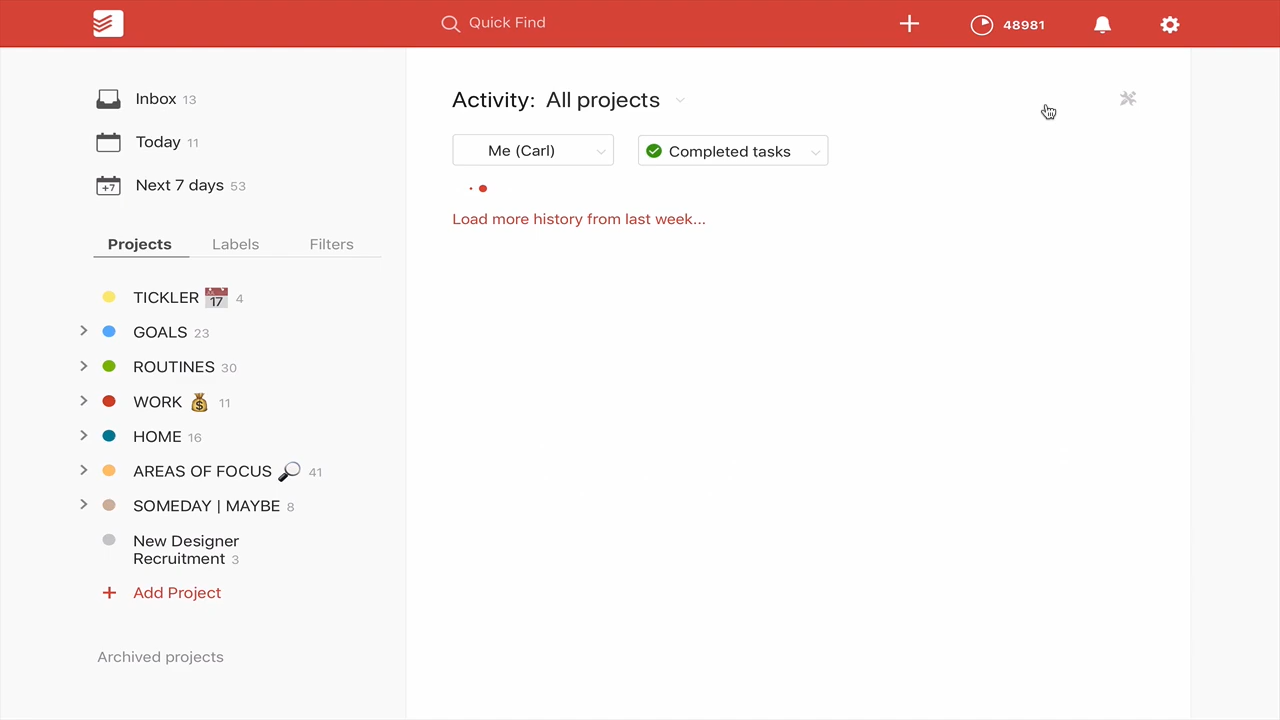 Quick Find
48981
Inbox 13
Today 11
+7 Next 7 days 53
Projects Labels Filters
TICKLER 17 4
GOALS 23
ROUTINES 30
WORK $ 11
HOME 16
AREAS OF FOCUS 41
SOMEDAY | MAYBE 8
New Designer
Recruitment 3
+ Add Project
Archived projects
Activity: All projects
Me (Carl) Completed tasks
Load more history from last week...